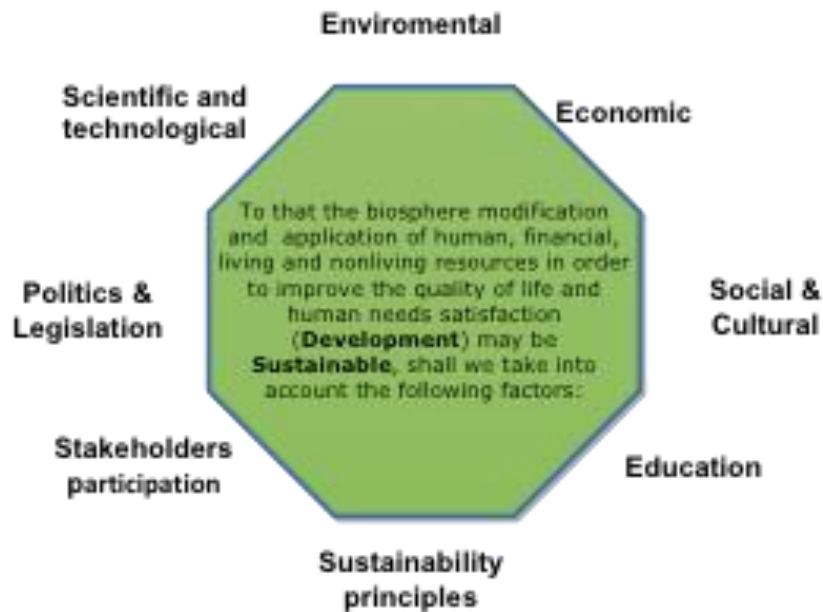 Enviromental
Scientific and
technological
Economic
To that the biosphere modification
and application of human, financial,
living and nonliving resources in order
to improve the quality of life and
human needs satisfaction
(Development) may be
Sustainable, shall we take into
account the following factors:
Politics &
Legislation
Social &
Cultural
Stakeholders
participation
Education
Sustainability
principles